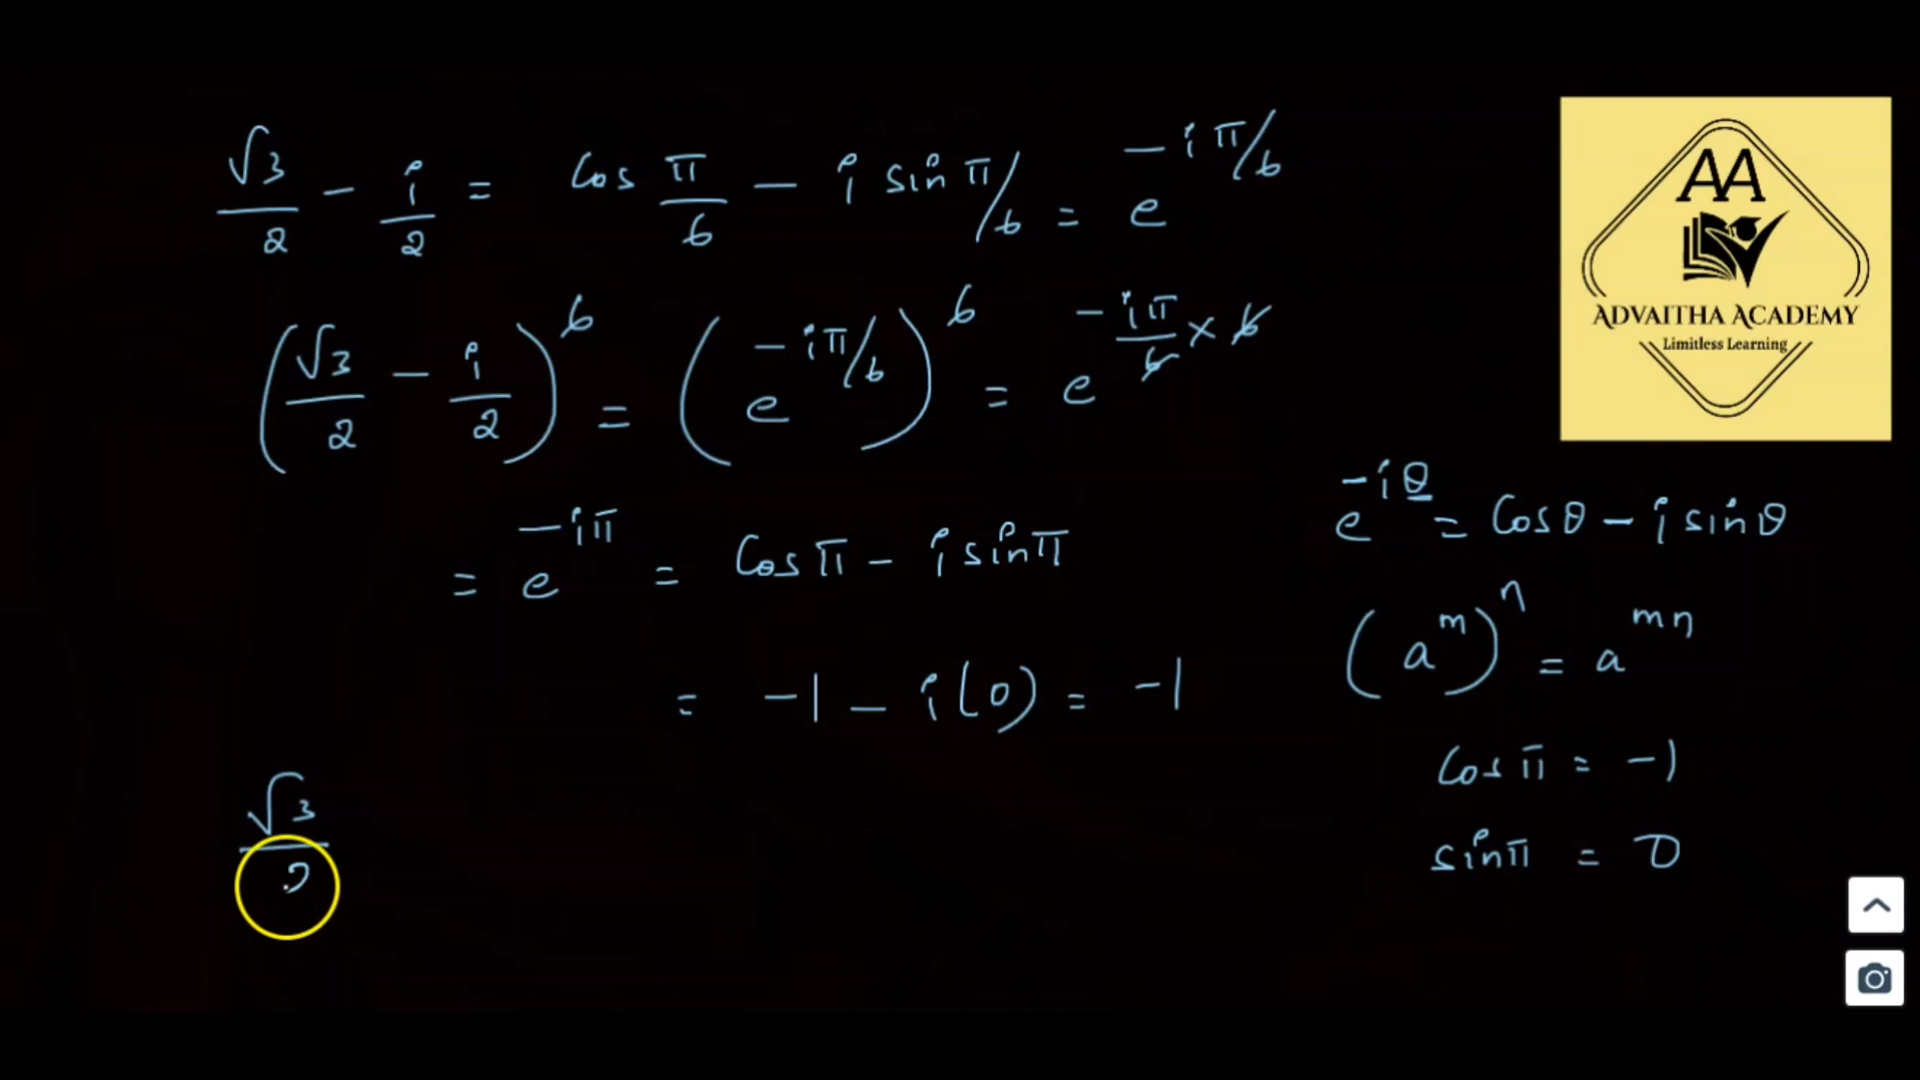 √3/2 - i/2 = cos π/6 - i sin π/6 = e^(-iπ/6)
(√3/2 - i/2)^6 = (e^(-iπ/6))^6 = e^(-iπ/6 × 6)
= e^(-iπ) = cos π - i sin π
= -1 - i(0) = -1
√3/2
AA
ADVAITHA ACADEMY
Limitless Learning
e^(-iθ) = cos θ - i sin θ
(a^m)^n = a^(mn)
cos π = -1
sin π = 0